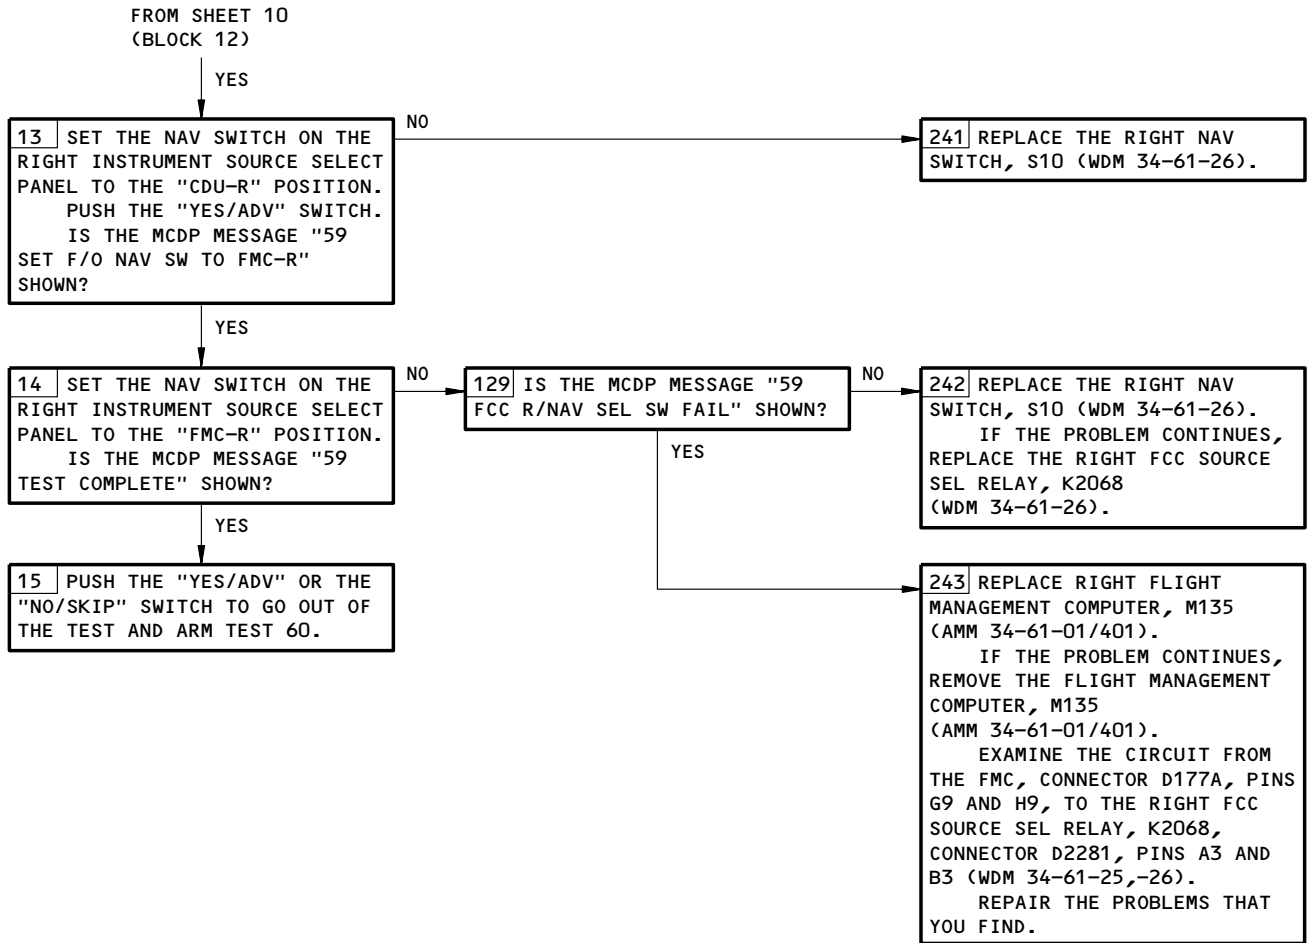 FROM SHEET 10
(BLOCK 12)
YES
13 SET THE NAV SWITCH ON THE
RIGHT INSTRUMENT SOURCE SELECT
PANEL TO THE "CDU-R" POSITION.
PUSH THE "YES/ADV" SWITCH.
IS THE MCDP MESSAGE "59
SET F/O NAV SW TO FMC-R"
SHOWN?
NO
241 REPLACE THE RIGHT NAV
SWITCH, S10 (WDM 34-61-26).
YES
14 SET THE NAV SWITCH ON THE
RIGHT INSTRUMENT SOURCE SELECT
PANEL TO THE "FMC-R" POSITION.
IS THE MCDP MESSAGE "59
TEST COMPLETE" SHOWN?
NO
129 IS THE MCDP MESSAGE "59
FCC R/NAV SEL SW FAIL" SHOWN?
NO
242 REPLACE THE RIGHT NAV
SWITCH, S10 (WDM 34-61-26).
IF THE PROBLEM CONTINUES,
REPLACE THE RIGHT FCC SOURCE
SEL RELAY, K2068
(WDM 34-61-26).
YES
YES
15 PUSH THE "YES/ADV" OR THE
"NO/SKIP" SWITCH TO GO OUT OF
THE TEST AND ARM TEST 60.
243 REPLACE RIGHT FLIGHT
MANAGEMENT COMPUTER, M135
(AMM 34-61-01/401).
IF THE PROBLEM CONTINUES,
REMOVE THE FLIGHT MANAGEMENT
COMPUTER, M135
(AMM 34-61-01/401).
EXAMINE THE CIRCUIT FROM
THE FMC, CONNECTOR D177A, PINS
G9 AND H9, TO THE RIGHT FCC
SOURCE SEL RELAY, K2068,
CONNECTOR D2281, PINS A3 AND
B3 (WDM 34-61-25,-26).
REPAIR THE PROBLEMS THAT
YOU FIND.